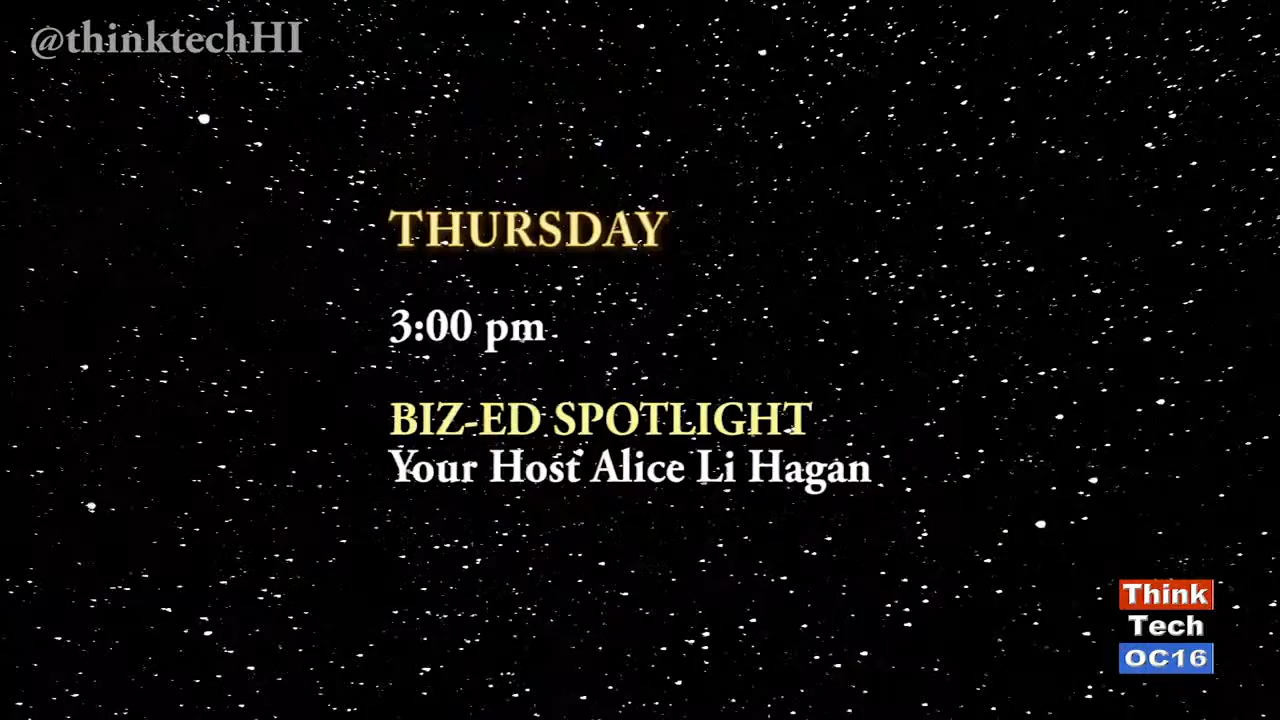 @thinktechHI
THURSDAY
3:00 pm
BIZ-ED SPOTLIGHT
Your Host Alice Li Hagan
Think
Tech
OC16